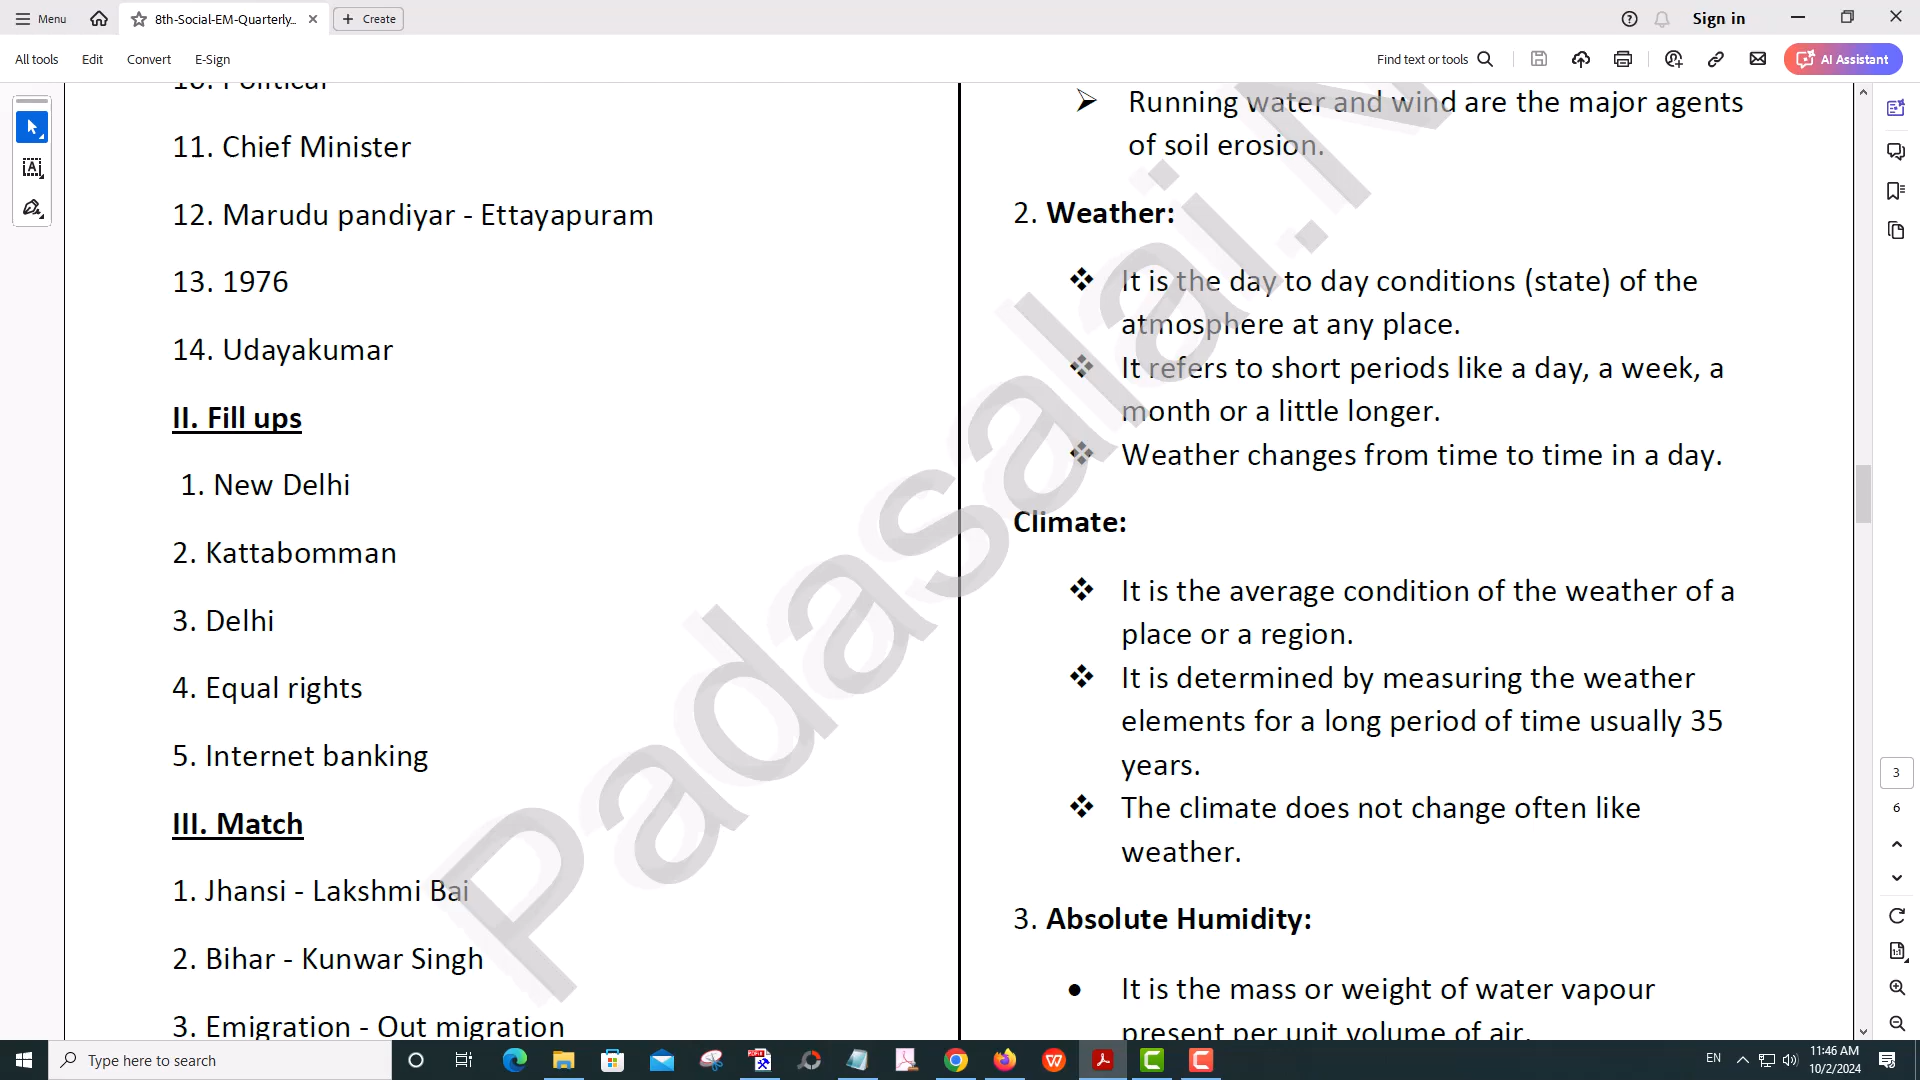 Menu
8th-Social-EM-Quarterly...
Create
Sign in
All tools
Edit
Convert
E-Sign
Find text or tools
AI Assistant
10. Political
11. Chief Minister
12. Marudu pandiyar - Ettayapuram
13. 1976
14. Udayakumar
II. Fill ups
1. New Delhi
2. Kattabomman
3. Delhi
4. Equal rights
5. Internet banking
III. Match
1. Jhansi - Lakshmi Bai
2. Bihar - Kunwar Singh
3. Emigration - Out migration
Running water and wind are the major agents
of soil erosion.
2. Weather:
It is the day to day conditions (state) of the
atmosphere at any place.
It refers to short periods like a day, a week, a
month or a little longer.
Weather changes from time to time in a day.
Climate:
It is the average condition of the weather of a
place or a region.
It is determined by measuring the weather
elements for a long period of time usually 35
years.
The climate does not change often like
weather.
3. Absolute Humidity:
It is the mass or weight of water vapour
present per unit volume of air.
Padasalai.N
3
6
Type here to search
EN
11:46 AM
10/2/2024